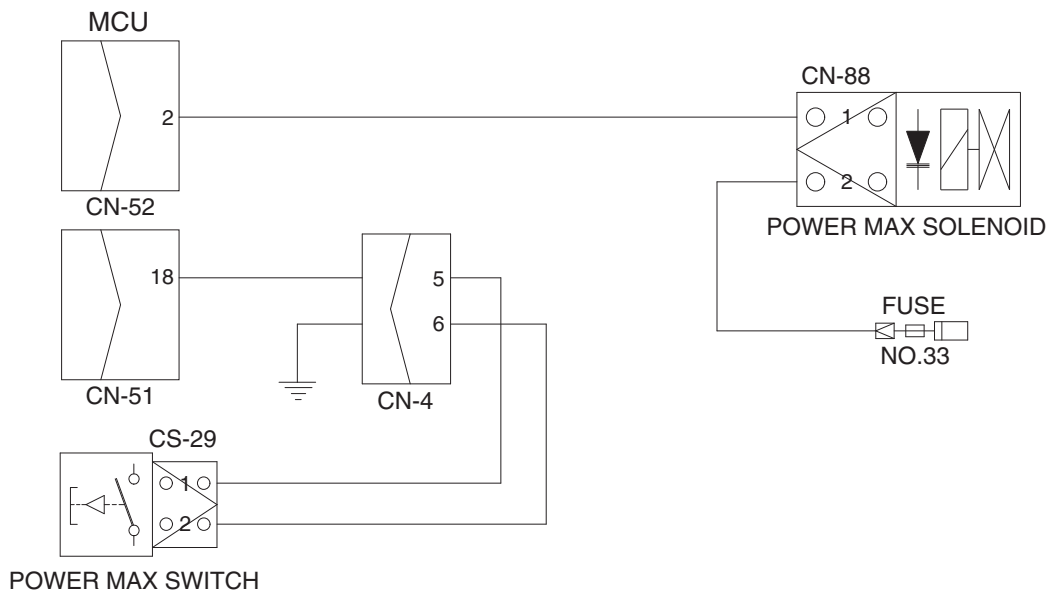 MCU
2
CN-52
CN-88
1
2
POWER MAX SOLENOID
18
CN-51
5
6
CN-4
FUSE
NO.33
CS-29
1
2
POWER MAX SWITCH